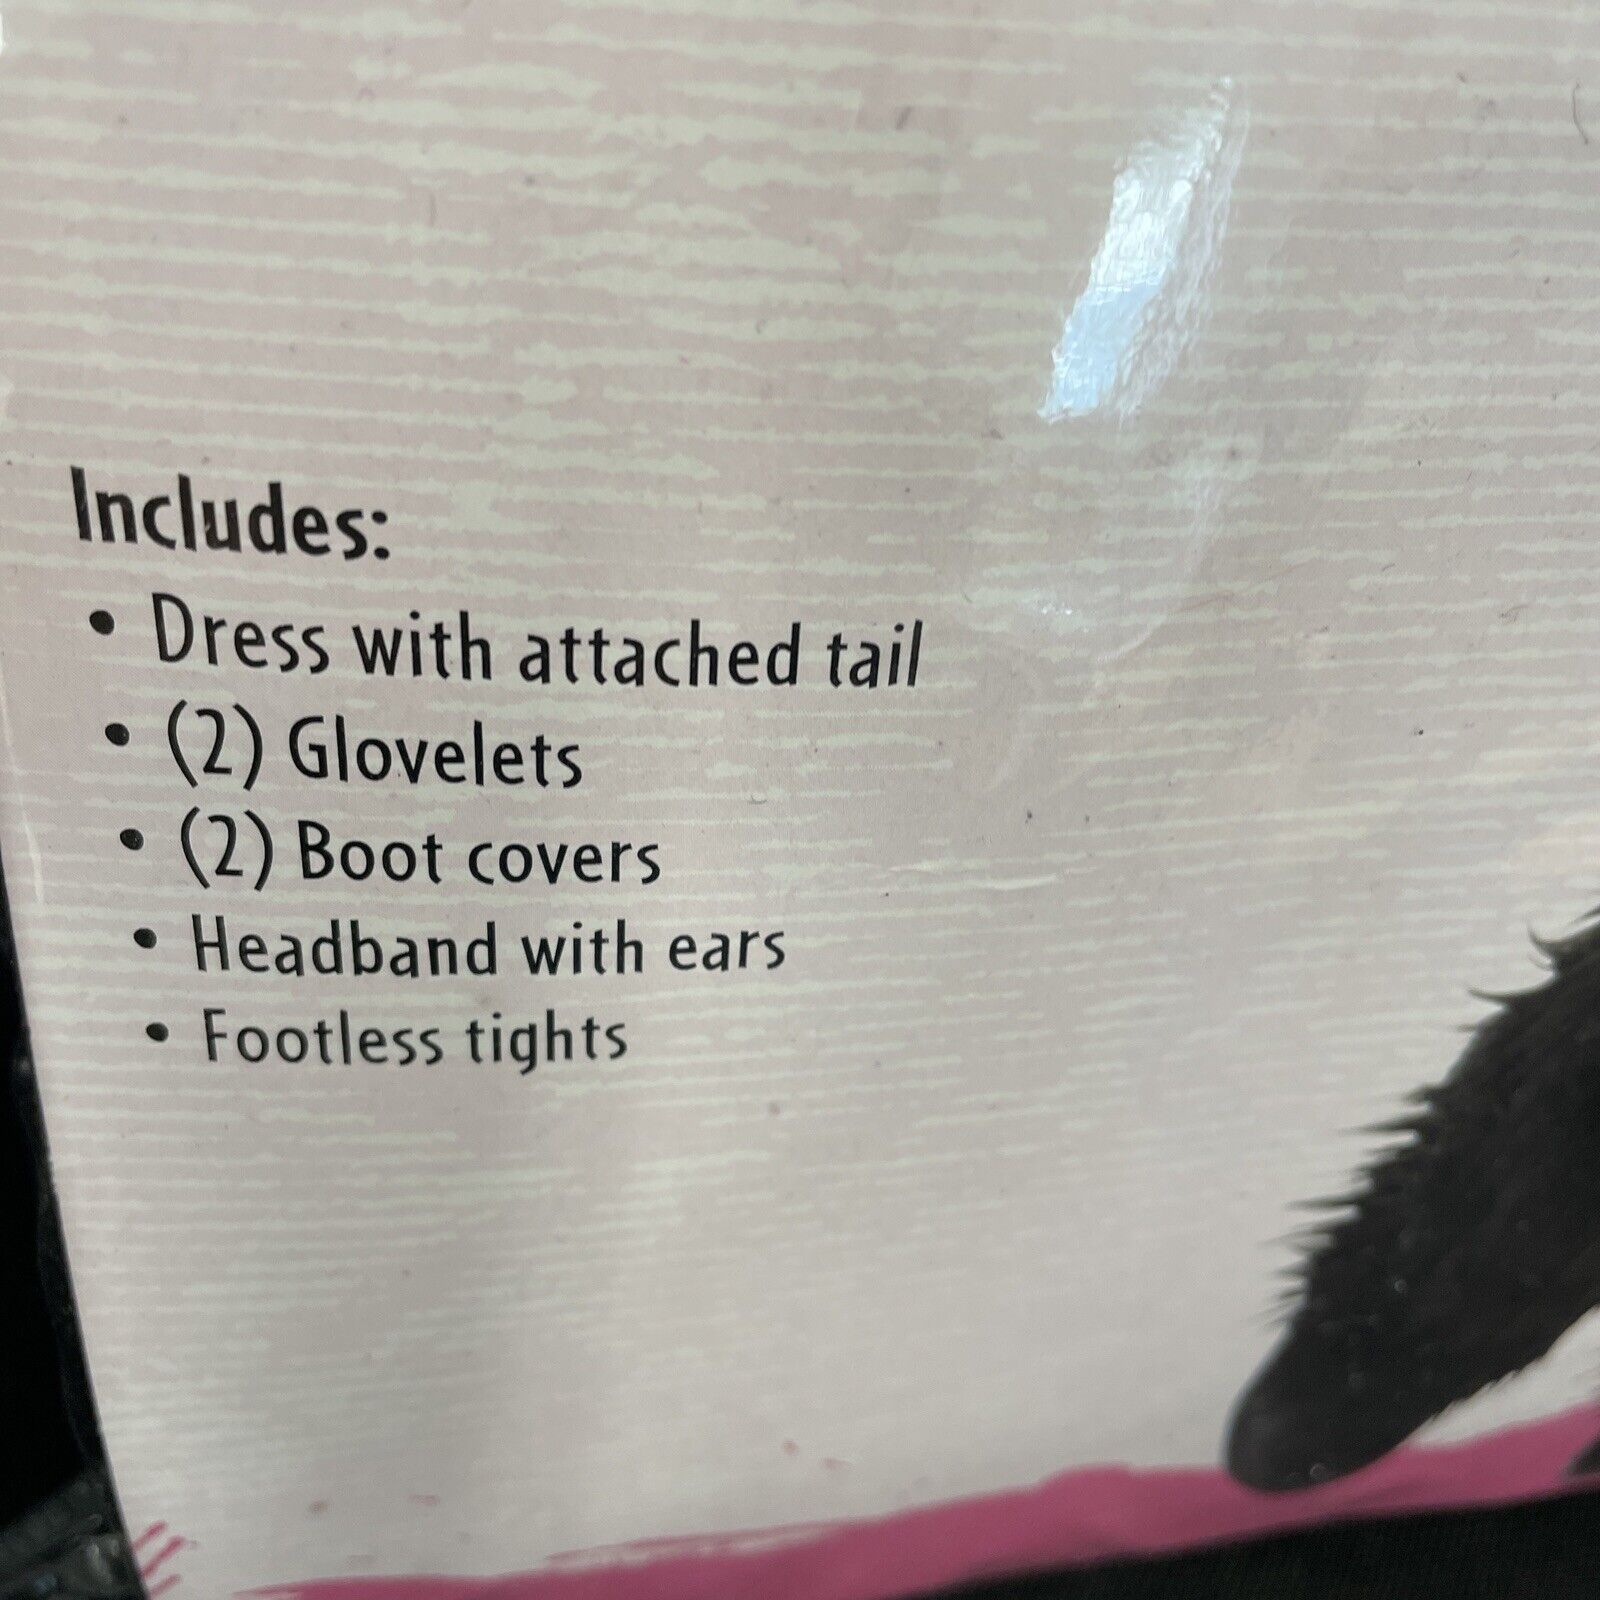 Includes:
• Dress with attached tail
• (2) Glovelets
• (2) Boot covers
• Headband with ears
• Footless tights